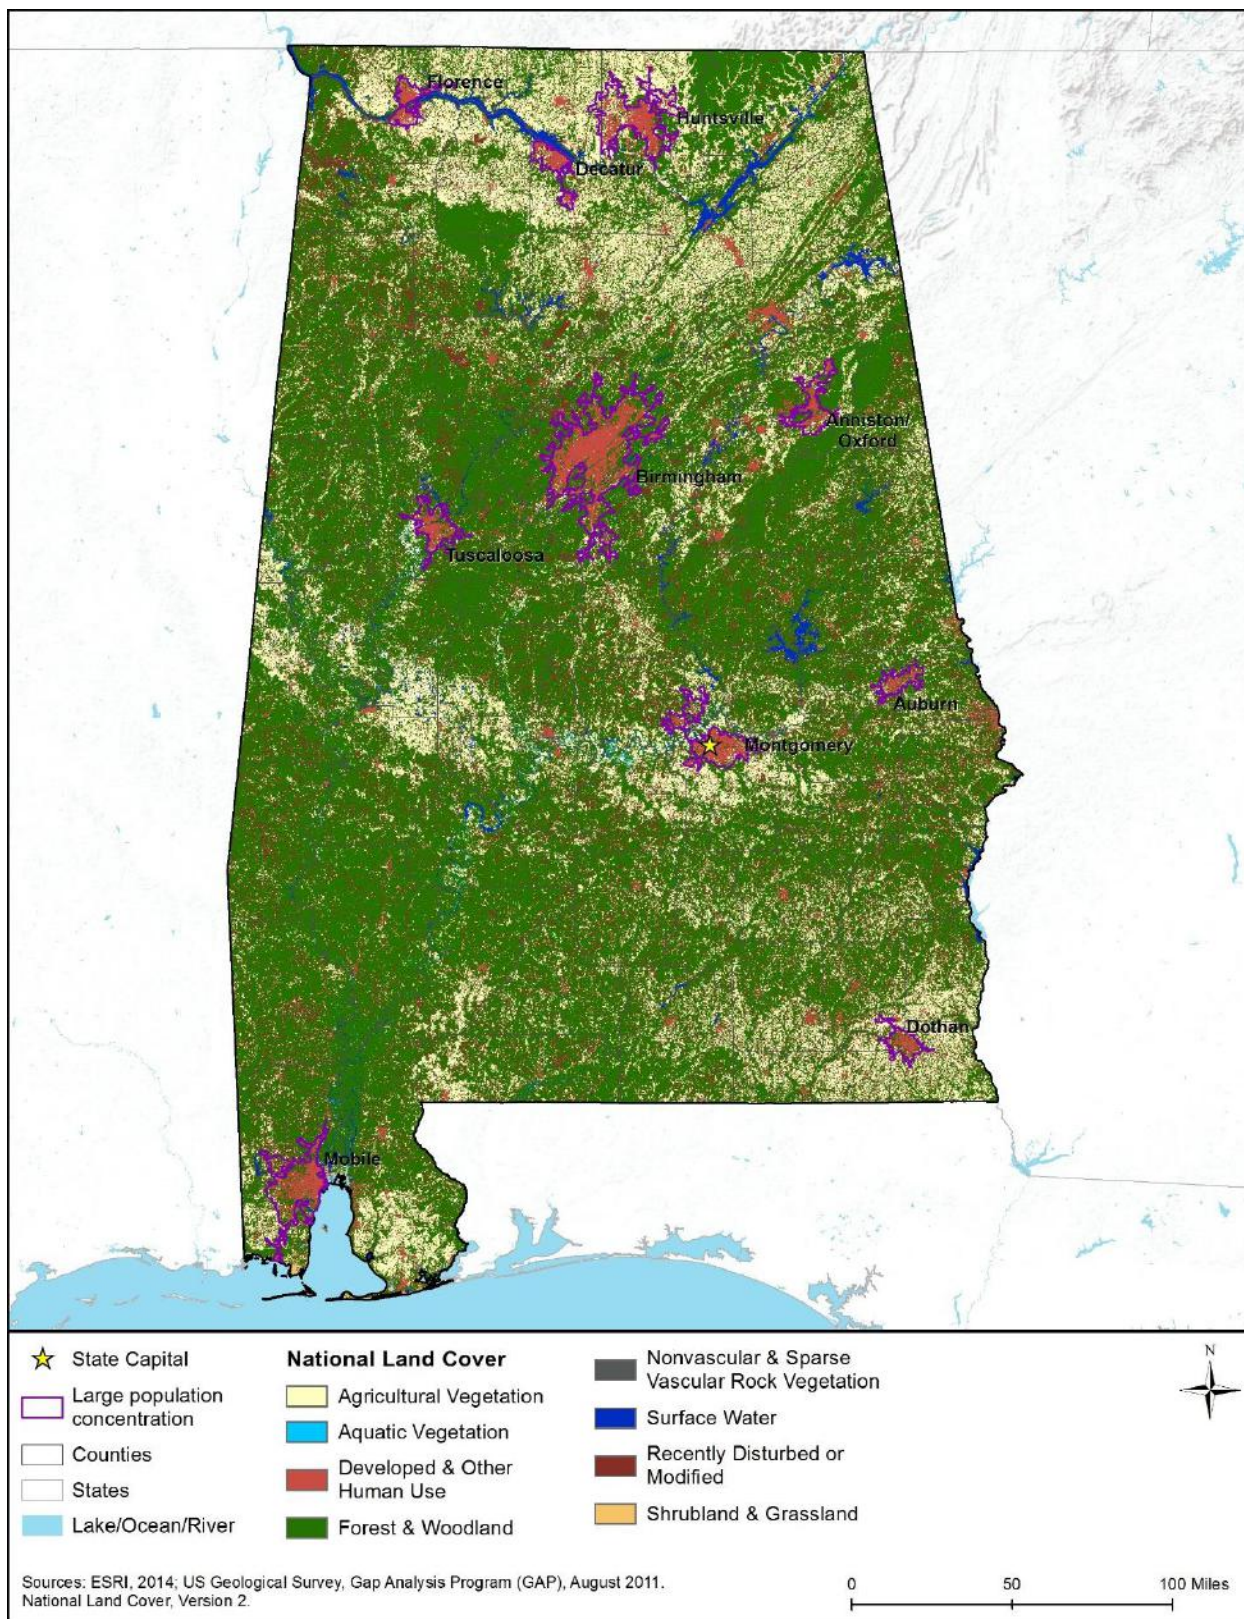 Florence
Huntsville
Decatur
Anniston/
Oxford
Birmingham
Tuscaloosa
Auburn
Montgomery
Dothan
Mobile
State Capital
Large population
concentration
Counties
States
Lake/Ocean/River
National Land Cover
Agricultural Vegetation
Aquatic Vegetation
Developed & Other
Human Use
Forest & Woodland
Nonvascular & Sparse
Vascular Rock Vegetation
Surface Water
Recently Disturbed or
Modified
Shrubland & Grassland
N
Sources: ESRI, 2014; US Geological Survey, Gap Analysis Program (GAP), August 2011.
National Land Cover, Version 2.
0 50 100 Miles